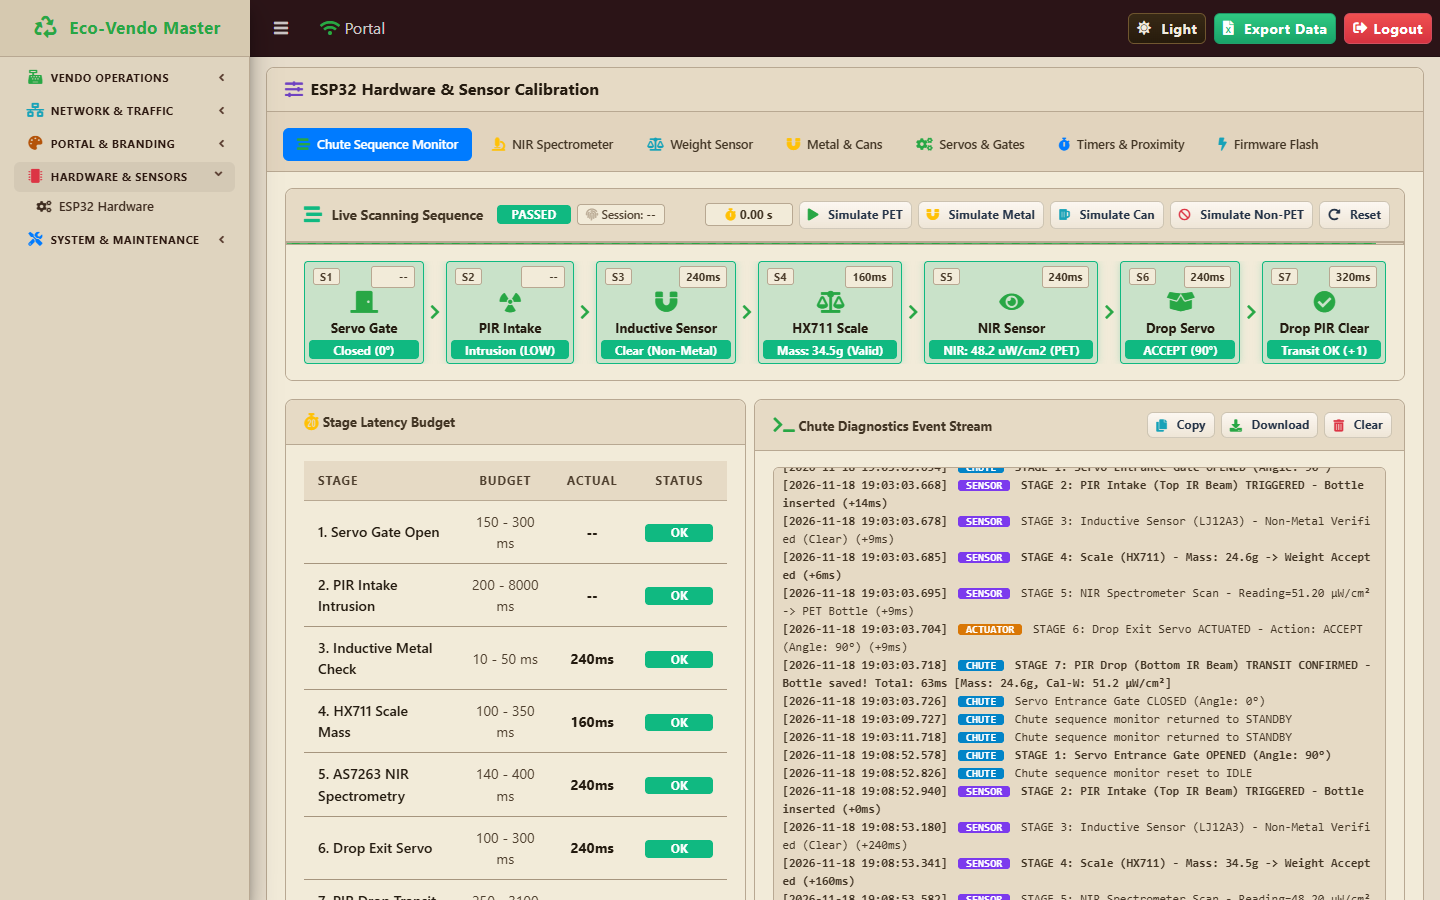 Eco-Vendo Master
Portal
Light
Export Data
Logout
VENDO OPERATIONS
NETWORK & TRAFFIC
PORTAL & BRANDING
HARDWARE & SENSORS
ESP32 Hardware
SYSTEM & MAINTENANCE
ESP32 Hardware & Sensor Calibration
Chute Sequence Monitor
NIR Spectrometer
Weight Sensor
Metal & Cans
Servos & Gates
Timers & Proximity
Firmware Flash
Live Scanning Sequence
PASSED
Session: --
0.00 s
Simulate PET
Simulate Metal
Simulate Can
Simulate Non-PET
Reset
S1 --
Servo Gate
Closed (0°)
S2 --
PIR Intake
Intrusion (LOW)
S3 240ms
Inductive Sensor
Clear (Non-Metal)
S4 160ms
HX711 Scale
Mass: 34.5g (Valid)
S5 240ms
NIR Sensor
NIR: 48.2 uW/cm2 (PET)
S6 240ms
Drop Servo
ACCEPT (90°)
S7 320ms
Drop PIR Clear
Transit OK (+1)
Stage Latency Budget
STAGE BUDGET ACTUAL STATUS
1. Servo Gate Open 150 - 300 ms -- OK
2. PIR Intake Intrusion 200 - 8000 ms -- OK
3. Inductive Metal Check 10 - 50 ms 240ms OK
4. HX711 Scale Mass 100 - 350 ms 160ms OK
5. AS7263 NIR Spectrometry 140 - 400 ms 240ms OK
6. Drop Exit Servo 100 - 300 ms 240ms OK
Chute Diagnostics Event Stream
Copy
Download
Clear
[2026-11-18 19:03:03.668] SENSOR STAGE 2: PIR Intake (Top IR Beam) TRIGGERED - Bottle
inserted (+14ms)
[2026-11-18 19:03:03.678] SENSOR STAGE 3: Inductive Sensor (LJ12A3) - Non-Metal Verifi
ed (Clear) (+9ms)
[2026-11-18 19:03:03.685] SENSOR STAGE 4: Scale (HX711) - Mass: 24.6g -> Weight Accept
ed (+6ms)
[2026-11-18 19:03:03.695] SENSOR STAGE 5: NIR Spectrometer Scan - Reading=51.20 µW/cm²
-> PET Bottle (+9ms)
[2026-11-18 19:03:03.704] ACTUATOR STAGE 6: Drop Exit Servo ACTUATED - Action: ACCEPT
(Angle: 90°) (+9ms)
[2026-11-18 19:03:03.718] CHUTE STAGE 7: PIR Drop (Bottom IR Beam) TRANSIT CONFIRMED -
Bottle saved! Total: 63ms [Mass: 24.6g, Cal-W: 51.2 µW/cm²]
[2026-11-18 19:03:03.726] CHUTE Servo Entrance Gate CLOSED (Angle: 0°)
[2026-11-18 19:03:09.727] CHUTE Chute sequence monitor returned to STANDBY
[2026-11-18 19:03:11.718] CHUTE Chute sequence monitor returned to STANDBY
[2026-11-18 19:08:52.578] CHUTE STAGE 1: Servo Entrance Gate OPENED (Angle: 90°)
[2026-11-18 19:08:52.826] CHUTE Chute sequence monitor reset to IDLE
[2026-11-18 19:08:52.940] SENSOR STAGE 2: PIR Intake (Top IR Beam) TRIGGERED - Bottle
inserted (+0ms)
[2026-11-18 19:08:53.180] SENSOR STAGE 3: Inductive Sensor (LJ12A3) - Non-Metal Verifi
ed (Clear) (+240ms)
[2026-11-18 19:08:53.341] SENSOR STAGE 4: Scale (HX711) - Mass: 34.5g -> Weight Accept
ed (+160ms)